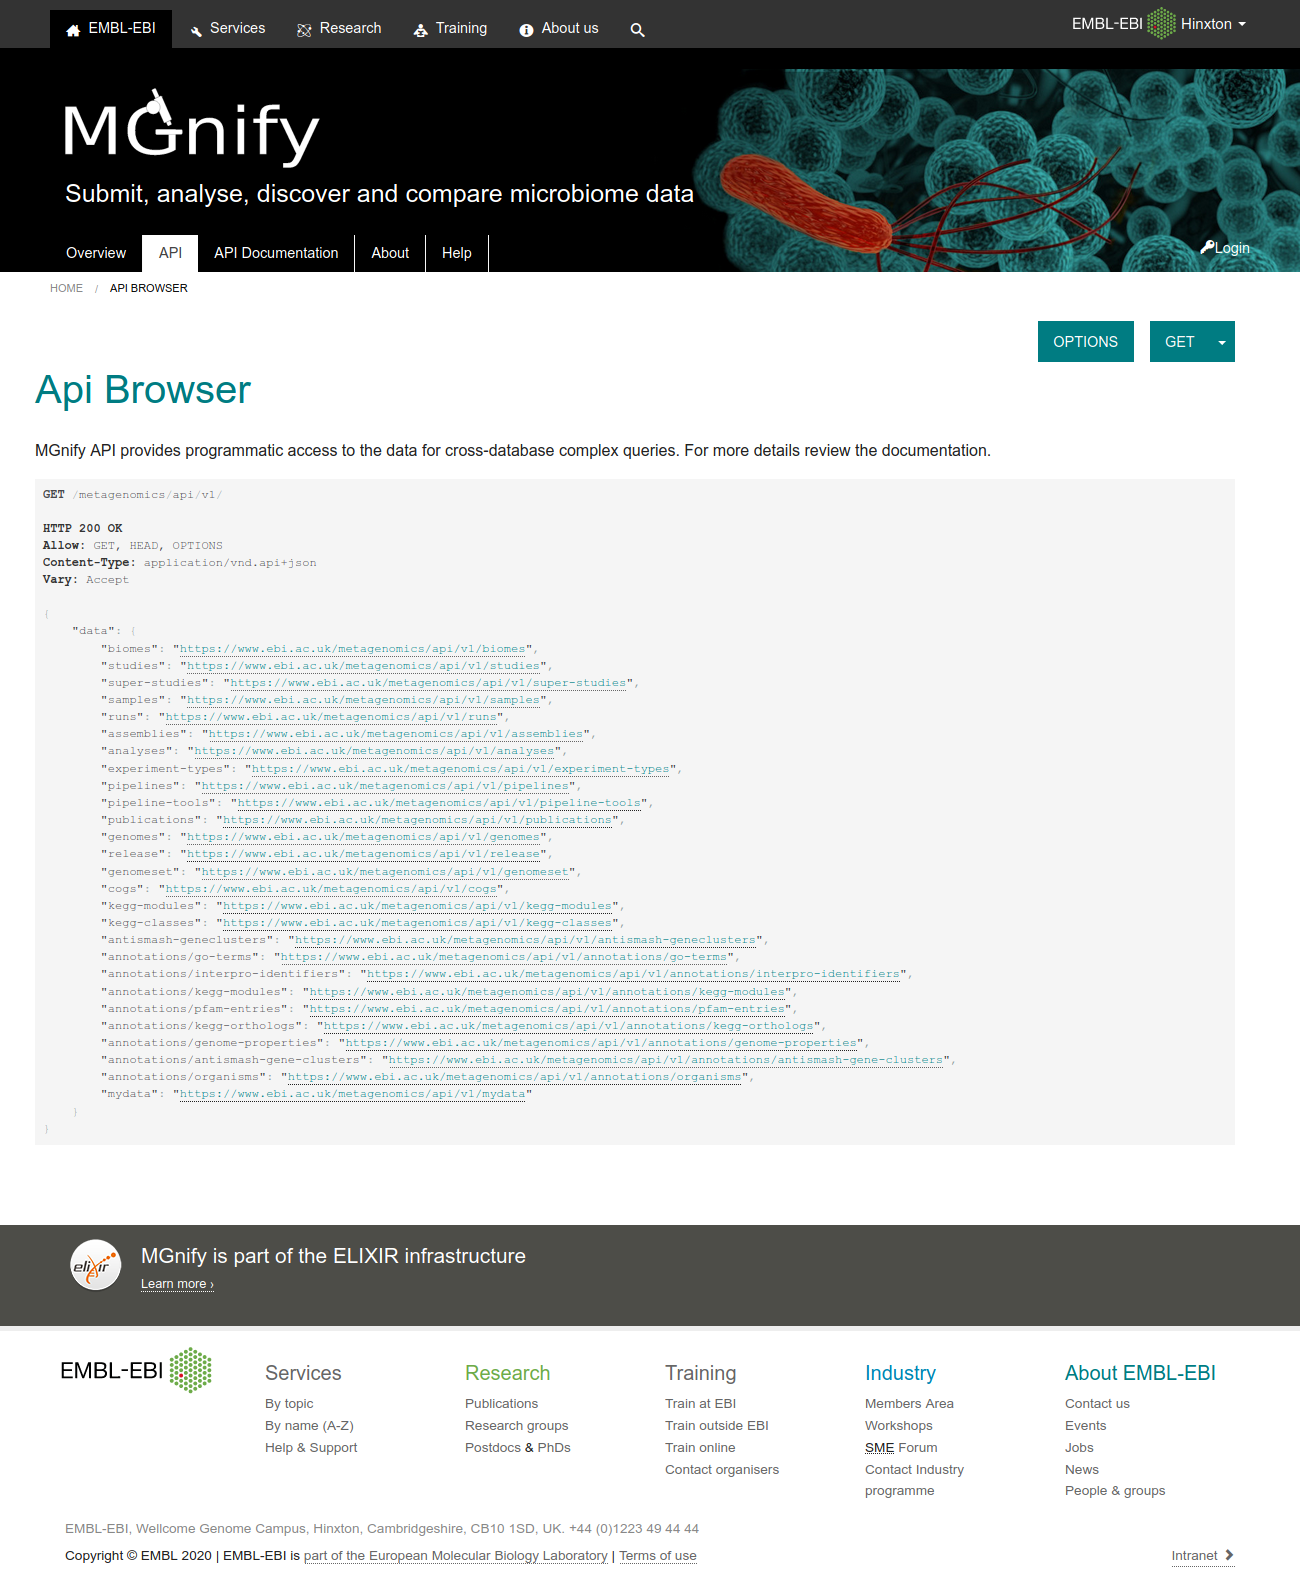 EMBL-EBI Services Research Training About us EMBL-EBI Hinxton
MGnify
Submit, analyse, discover and compare microbiome data
Overview API API Documentation About Help Login
HOME / API BROWSER
OPTIONS GET
Api Browser
MGnify API provides programmatic access to the data for cross-database complex queries. For more details review the documentation.
GET /metagenomics/api/v1/
HTTP 200 OK
Allow: GET, HEAD, OPTIONS
Content-Type: application/vnd.api+json
Vary: Accept
{
"data": {
"biomes": "https://www.ebi.ac.uk/metagenomics/api/v1/biomes",
"studies": "https://www.ebi.ac.uk/metagenomics/api/v1/studies",
"super-studies": "https://www.ebi.ac.uk/metagenomics/api/v1/super-studies",
"samples": "https://www.ebi.ac.uk/metagenomics/api/v1/samples",
"runs": "https://www.ebi.ac.uk/metagenomics/api/v1/runs",
"assemblies": "https://www.ebi.ac.uk/metagenomics/api/v1/assemblies",
"analyses": "https://www.ebi.ac.uk/metagenomics/api/v1/analyses",
"experiment-types": "https://www.ebi.ac.uk/metagenomics/api/v1/experiment-types",
"pipelines": "https://www.ebi.ac.uk/metagenomics/api/v1/pipelines",
"pipeline-tools": "https://www.ebi.ac.uk/metagenomics/api/v1/pipeline-tools",
"publications": "https://www.ebi.ac.uk/metagenomics/api/v1/publications",
"genomes": "https://www.ebi.ac.uk/metagenomics/api/v1/genomes",
"release": "https://www.ebi.ac.uk/metagenomics/api/v1/release",
"genomeset": "https://www.ebi.ac.uk/metagenomics/api/v1/genomeset",
"cogs": "https://www.ebi.ac.uk/metagenomics/api/v1/cogs",
"kegg-modules": "https://www.ebi.ac.uk/metagenomics/api/v1/kegg-modules",
"kegg-classes": "https://www.ebi.ac.uk/metagenomics/api/v1/kegg-classes",
"antismash-geneclusters": "https://www.ebi.ac.uk/metagenomics/api/v1/antismash-geneclusters",
"annotations/go-terms": "https://www.ebi.ac.uk/metagenomics/api/v1/annotations/go-terms",
"annotations/interpro-identifiers": "https://www.ebi.ac.uk/metagenomics/api/v1/annotations/interpro-identifiers",
"annotations/kegg-modules": "https://www.ebi.ac.uk/metagenomics/api/v1/annotations/kegg-modules",
"annotations/pfam-entries": "https://www.ebi.ac.uk/metagenomics/api/v1/annotations/pfam-entries",
"annotations/kegg-orthologs": "https://www.ebi.ac.uk/metagenomics/api/v1/annotations/kegg-orthologs",
"annotations/genome-properties": "https://www.ebi.ac.uk/metagenomics/api/v1/annotations/genome-properties",
"annotations/antismash-gene-clusters": "https://www.ebi.ac.uk/metagenomics/api/v1/annotations/antismash-gene-clusters",
"annotations/organisms": "https://www.ebi.ac.uk/metagenomics/api/v1/annotations/organisms",
"mydata": "https://www.ebi.ac.uk/metagenomics/api/v1/mydata"
}
}
elixir
MGnify is part of the ELIXIR infrastructure
Learn more ›
EMBL-EBI
Services
By topic
By name (A-Z)
Help & Support
Research
Publications
Research groups
Postdocs & PhDs
Training
Train at EBI
Train outside EBI
Train online
Contact organisers
Industry
Members Area
Workshops
SME Forum
Contact Industry
programme
About EMBL-EBI
Contact us
Events
Jobs
News
People & groups
EMBL-EBI, Wellcome Genome Campus, Hinxton, Cambridgeshire, CB10 1SD, UK. +44 (0)1223 49 44 44
Copyright © EMBL 2020 | EMBL-EBI is part of the European Molecular Biology Laboratory | Terms of use
Intranet